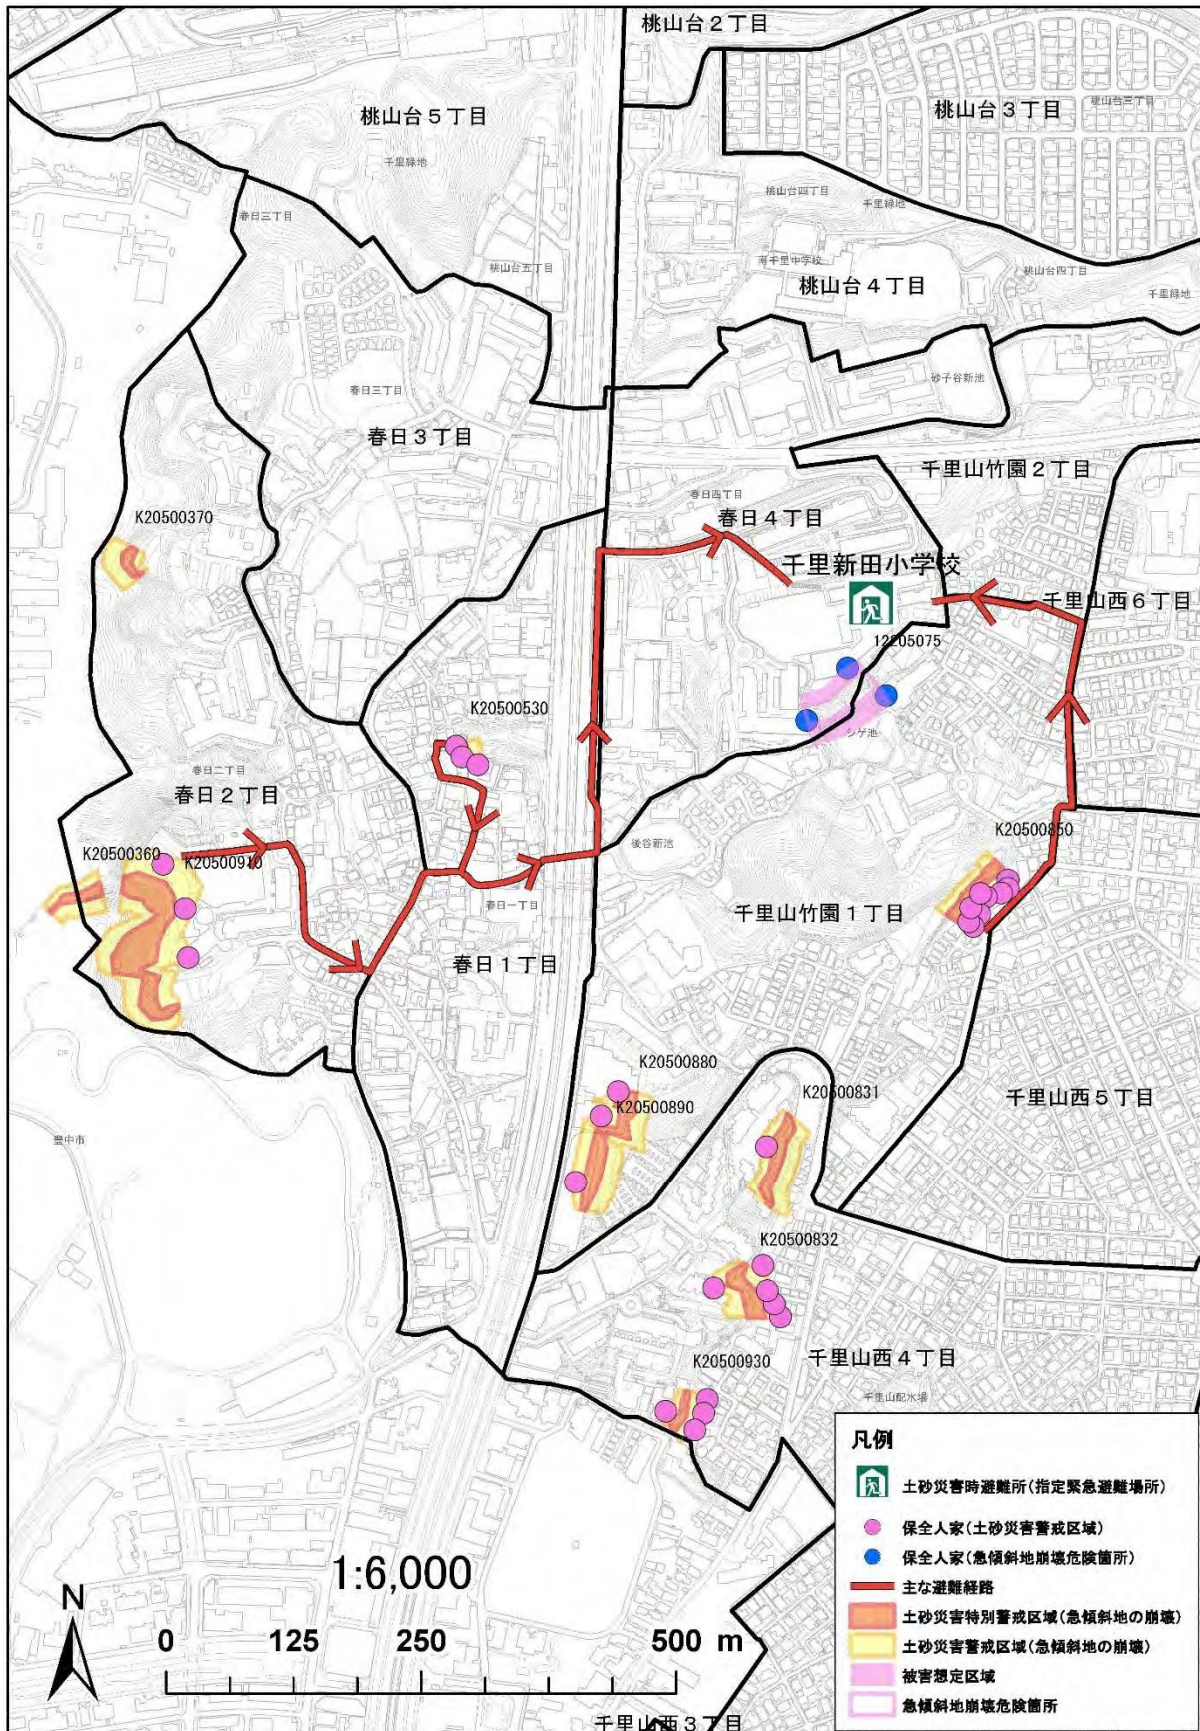 桃山台２丁目
桃山台３丁目
桃山台三丁目
桃山台５丁目
千里緑地
桃山台四丁目
千里緑地
春日三丁目
南千里中学校
桃山台五丁目
桃山台四丁目
桃山台４丁目
千里緑地
砂子谷新池
春日三丁目
春日３丁目
千里山竹園２丁目
春日四丁目
春日４丁目
K20500370
千里新田小学校
千里山西６丁目
12205075
K20500530
シゲ池
春日二丁目
春日２丁目
K20500850
後谷新池
K20500360
K20500910
春日一丁目
千里山竹園１丁目
春日１丁目
K20500880
K20500831
千里山西５丁目
K20500890
豊中市
K20500832
K20500930
千里山西４丁目
千里山配水場
凡例
土砂災害時避難所（指定緊急避難場所）
保全人家（土砂災害警戒区域）
保全人家（急傾斜地崩壊危険箇所）
主な避難経路
土砂災害特別警戒区域（急傾斜地の崩壊）
土砂災害警戒区域（急傾斜地の崩壊）
被害想定区域
急傾斜地崩壊危険箇所
1:6,000
N
0 125 250 500 m
千里山西３丁目